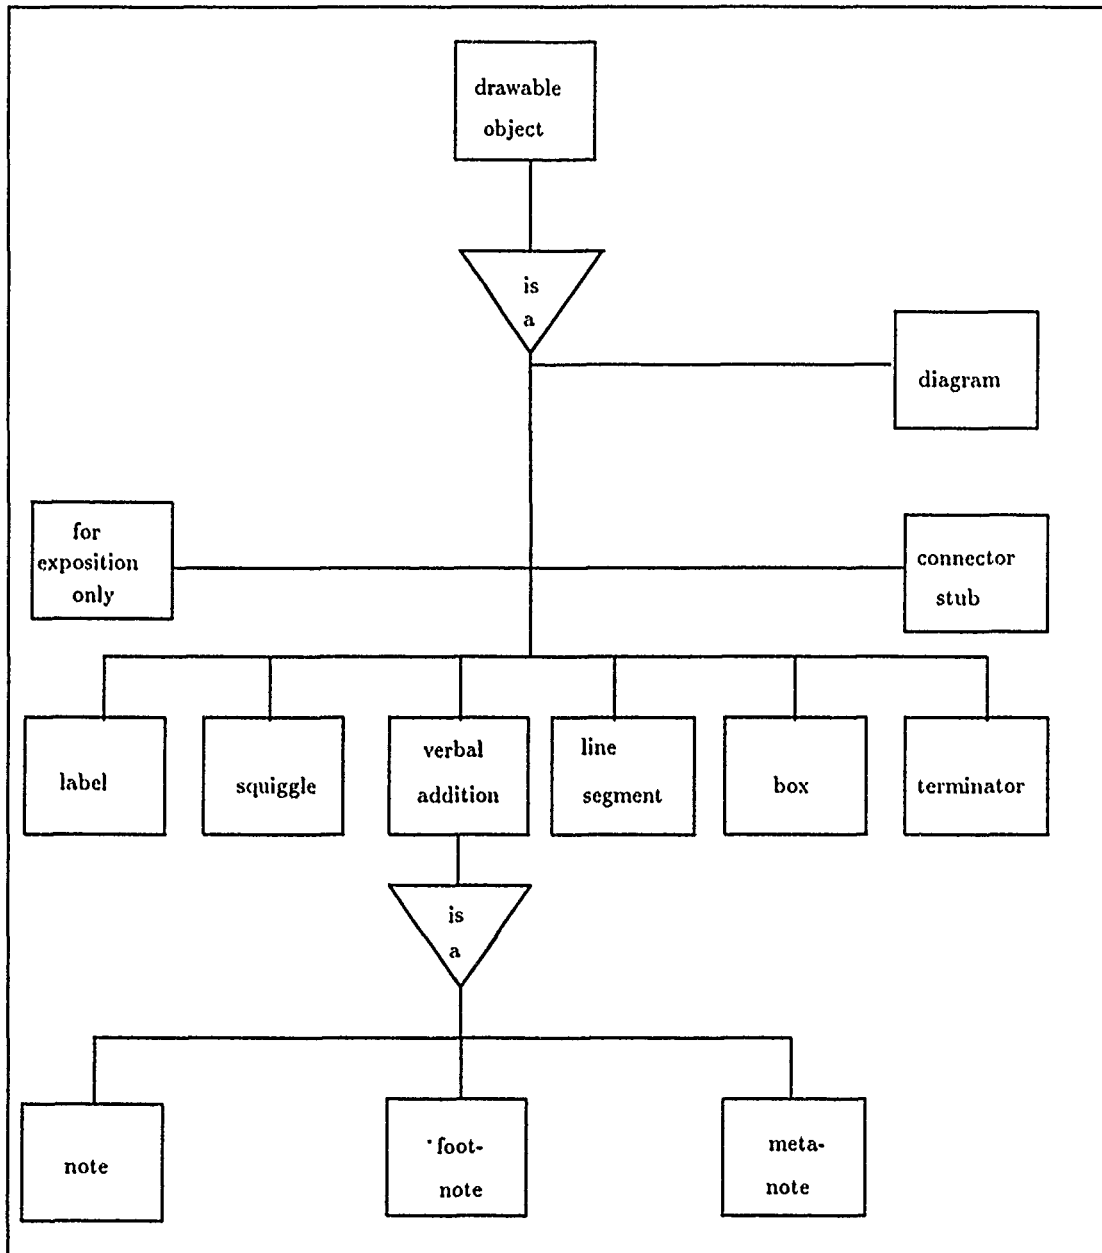 drawable
object
is
a
diagram
for
exposition
only
connector
stub
label
squiggle
verbal
addition
line
segment
box
terminator
is
a
note
foot-
note
meta-
note